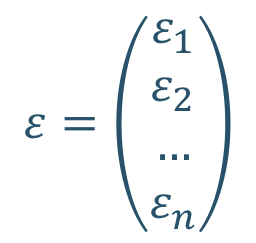 ε = (ε₁
ε₂
...
εₙ)